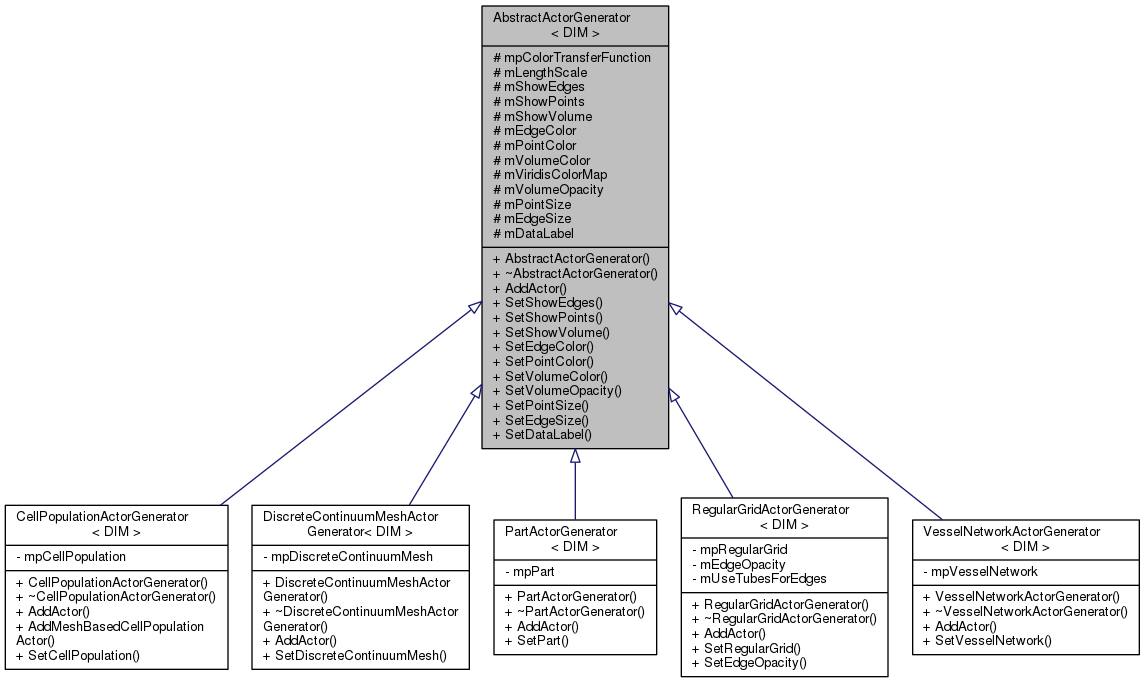 AbstractActorGenerator
< DIM >
# mpColorTransferFunction
# mLengthScale
# mShowEdges
# mShowPoints
# mShowVolume
# mEdgeColor
# mPointColor
# mVolumeColor
# mViridisColorMap
# mVolumeOpacity
# mPointSize
# mEdgeSize
# mDataLabel
+ AbstractActorGenerator()
+ ~AbstractActorGenerator()
+ AddActor()
+ SetShowEdges()
+ SetShowPoints()
+ SetShowVolume()
+ SetEdgeColor()
+ SetPointColor()
+ SetVolumeColor()
+ SetVolumeOpacity()
+ SetPointSize()
+ SetEdgeSize()
+ SetDataLabel()
CellPopulationActorGenerator
< DIM >
- mpCellPopulation
+ CellPopulationActorGenerator()
+ ~CellPopulationActorGenerator()
+ AddActor()
+ AddMeshBasedCellPopulation
Actor()
+ SetCellPopulation()
DiscreteContinuumMeshActor
Generator< DIM >
- mpDiscreteContinuumMesh
+ DiscreteContinuumMeshActor
Generator()
+ ~DiscreteContinuumMeshActor
Generator()
+ AddActor()
+ SetDiscreteContinuumMesh()
PartActorGenerator
< DIM >
- mpPart
+ PartActorGenerator()
+ ~PartActorGenerator()
+ AddActor()
+ SetPart()
RegularGridActorGenerator
< DIM >
- mpRegularGrid
- mEdgeOpacity
- mUseTubesForEdges
+ RegularGridActorGenerator()
+ ~RegularGridActorGenerator()
+ AddActor()
+ SetRegularGrid()
+ SetEdgeOpacity()
VesselNetworkActorGenerator
< DIM >
- mpVesselNetwork
+ VesselNetworkActorGenerator()
+ ~VesselNetworkActorGenerator()
+ AddActor()
+ SetVesselNetwork()